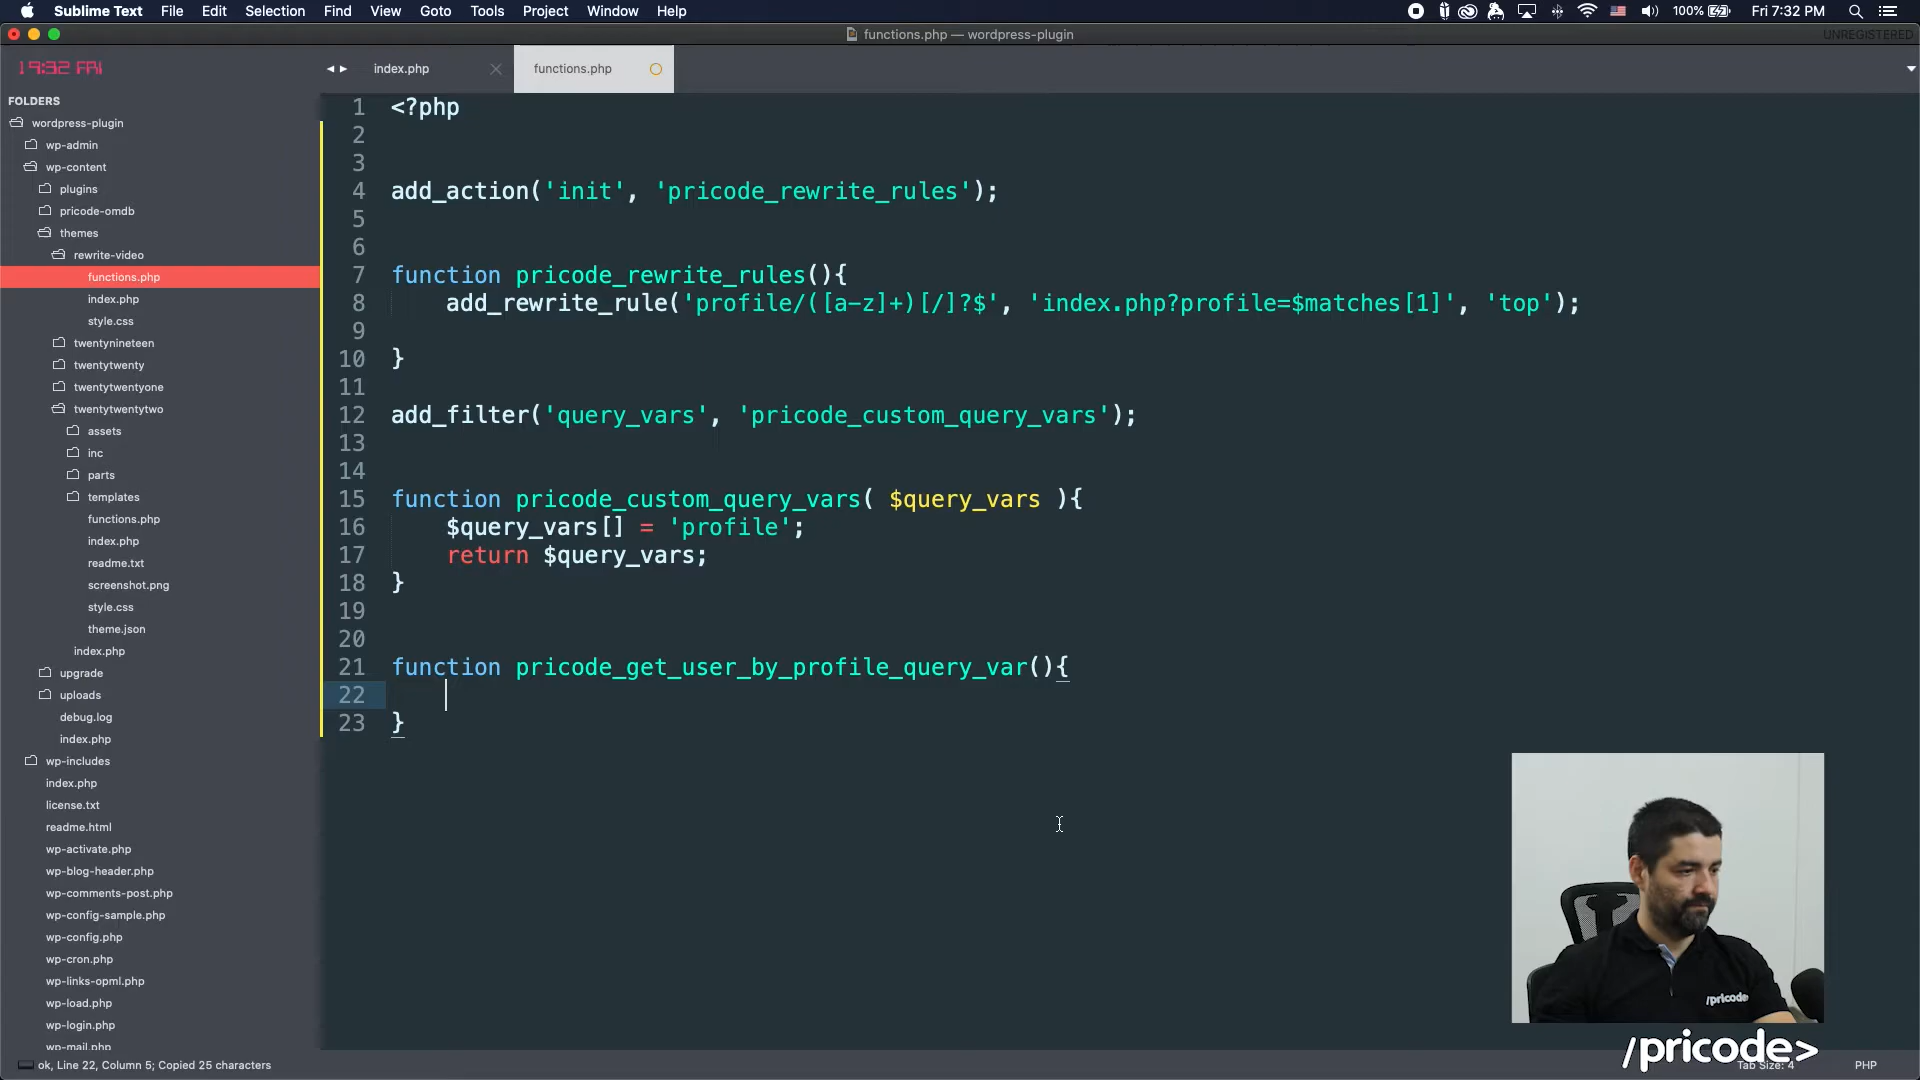 Sublime Text File Edit Selection Find View Goto Tools Project Window Help 100% Fri 7:32 PM
functions.php — wordpress-plugin
UNREGISTERED
19:32 FRI
index.php
functions.php
FOLDERS
wordpress-plugin
wp-admin
wp-content
plugins
pricode-omdb
themes
rewrite-video
functions.php
index.php
style.css
twentynineteen
twentytwenty
twentytwentyone
twentytwentytwo
assets
inc
parts
templates
functions.php
index.php
readme.txt
screenshot.png
style.css
theme.json
index.php
upgrade
uploads
debug.log
index.php
wp-includes
index.php
license.txt
readme.html
wp-activate.php
wp-blog-header.php
wp-comments-post.php
wp-config-sample.php
wp-config.php
wp-cron.php
wp-links-opml.php
wp-load.php
wp-login.php
wp-mail.php
1 <?php
2
3
4 add_action('init', 'pricode_rewrite_rules');
5
6
7 function pricode_rewrite_rules(){
8 add_rewrite_rule('profile/([a-z]+)[/]?$', 'index.php?profile=$matches[1]', 'top');
9
10 }
11
12 add_filter('query_vars', 'pricode_custom_query_vars');
13
14
15 function pricode_custom_query_vars( $query_vars ){
16 $query_vars[] = 'profile';
17 return $query_vars;
18 }
19
20
21 function pricode_get_user_by_profile_query_var(){
22
23 }
/pricode>
/pricode>
ok, Line 22, Column 5; Copied 25 characters
Tab Size: 4
PHP